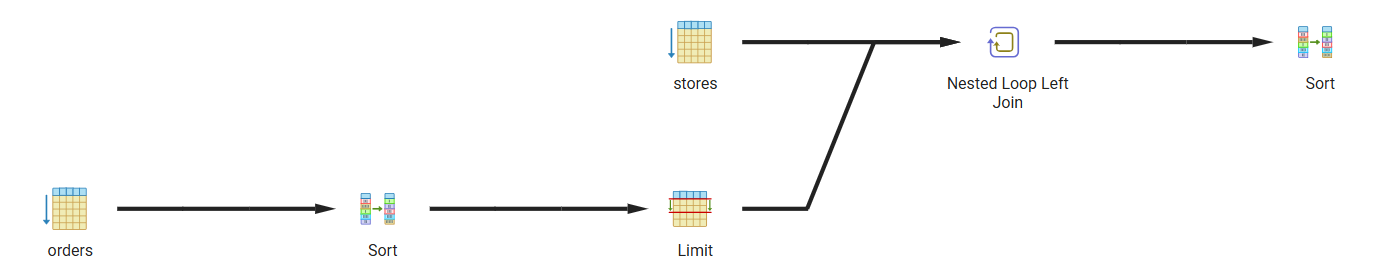 stores
Nested Loop Left
Join
Sort
orders
Sort
Limit